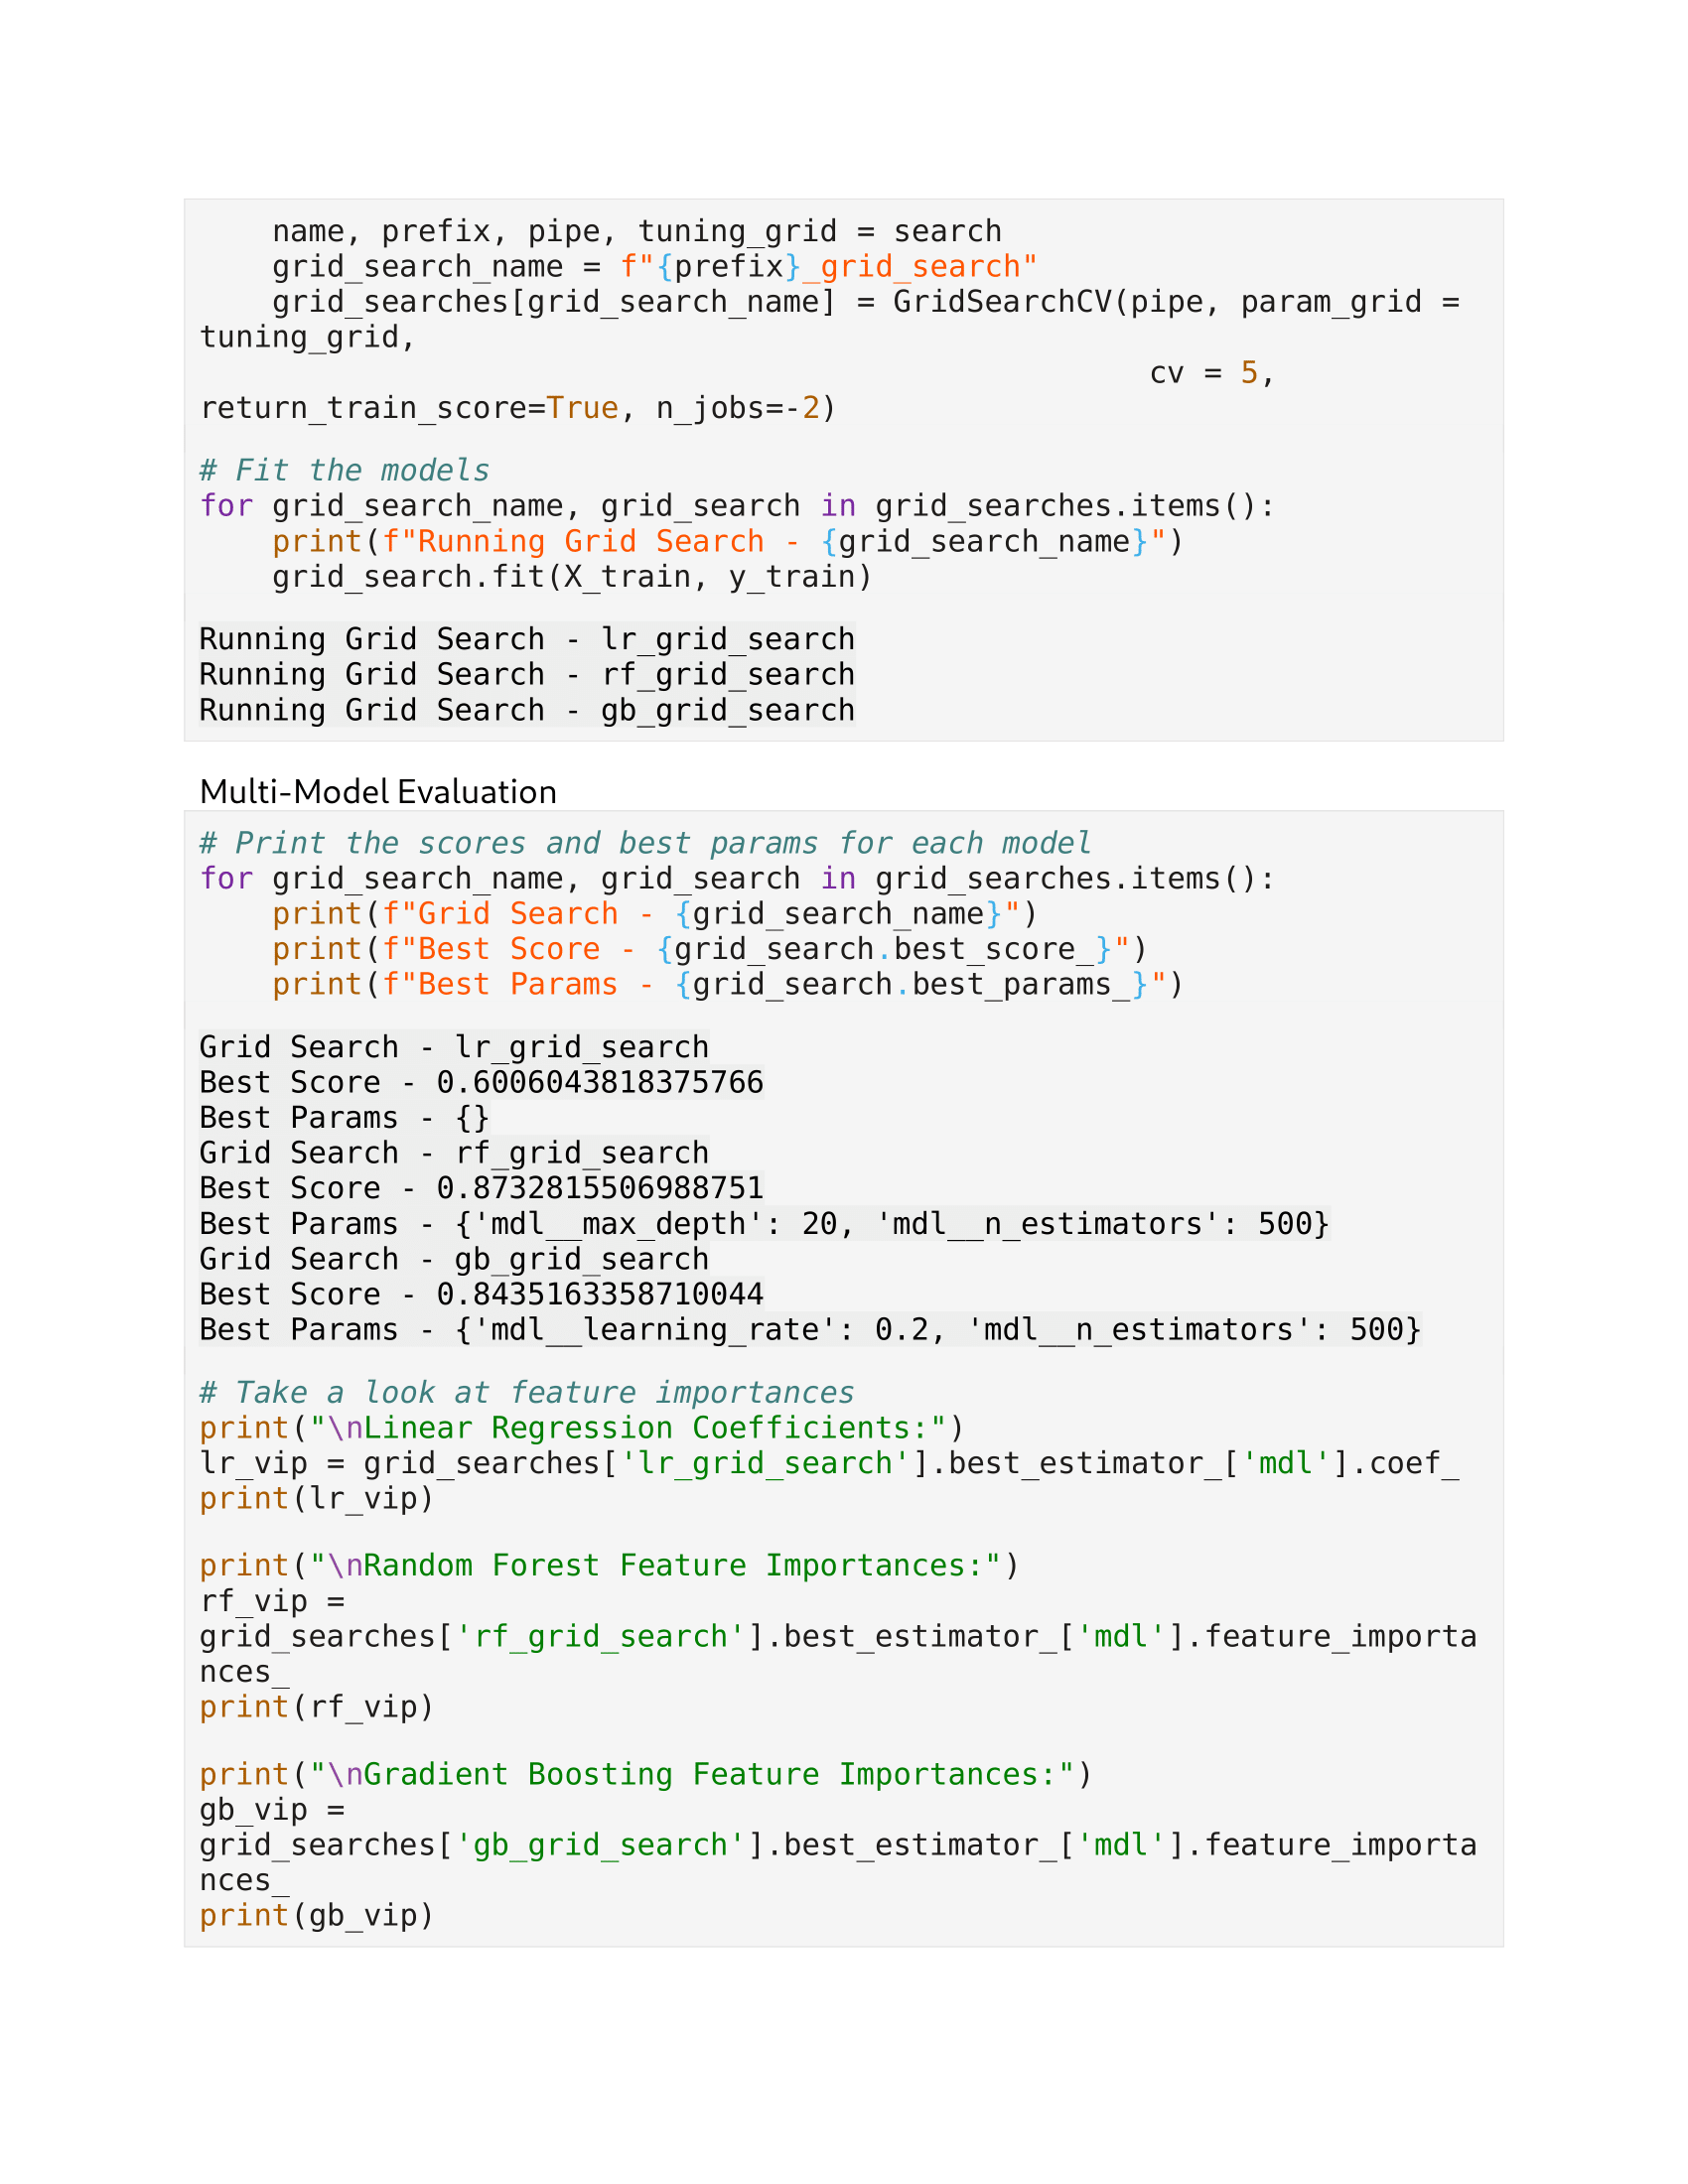 name, prefix, pipe, tuning_grid = search
    grid_search_name = f"{prefix}_grid_search"
    grid_searches[grid_search_name] = GridSearchCV(pipe, param_grid =
tuning_grid,
                                                    cv = 5,
return_train_score=True, n_jobs=-2)

# Fit the models
for grid_search_name, grid_search in grid_searches.items():
    print(f"Running Grid Search - {grid_search_name}")
    grid_search.fit(X_train, y_train)

Running Grid Search - lr_grid_search
Running Grid Search - rf_grid_search
Running Grid Search - gb_grid_search

Multi-Model Evaluation
# Print the scores and best params for each model
for grid_search_name, grid_search in grid_searches.items():
    print(f"Grid Search - {grid_search_name}")
    print(f"Best Score - {grid_search.best_score_}")
    print(f"Best Params - {grid_search.best_params_}")

Grid Search - lr_grid_search
Best Score - 0.6006043818375766
Best Params - {}
Grid Search - rf_grid_search
Best Score - 0.8732815506988751
Best Params - {'mdl__max_depth': 20, 'mdl__n_estimators': 500}
Grid Search - gb_grid_search
Best Score - 0.8435163358710044
Best Params - {'mdl__learning_rate': 0.2, 'mdl__n_estimators': 500}

# Take a look at feature importances
print("\nLinear Regression Coefficients:")
lr_vip = grid_searches['lr_grid_search'].best_estimator_['mdl'].coef_
print(lr_vip)

print("\nRandom Forest Feature Importances:")
rf_vip =
grid_searches['rf_grid_search'].best_estimator_['mdl'].feature_importa
nces_
print(rf_vip)

print("\nGradient Boosting Feature Importances:")
gb_vip =
grid_searches['gb_grid_search'].best_estimator_['mdl'].feature_importa
nces_
print(gb_vip)